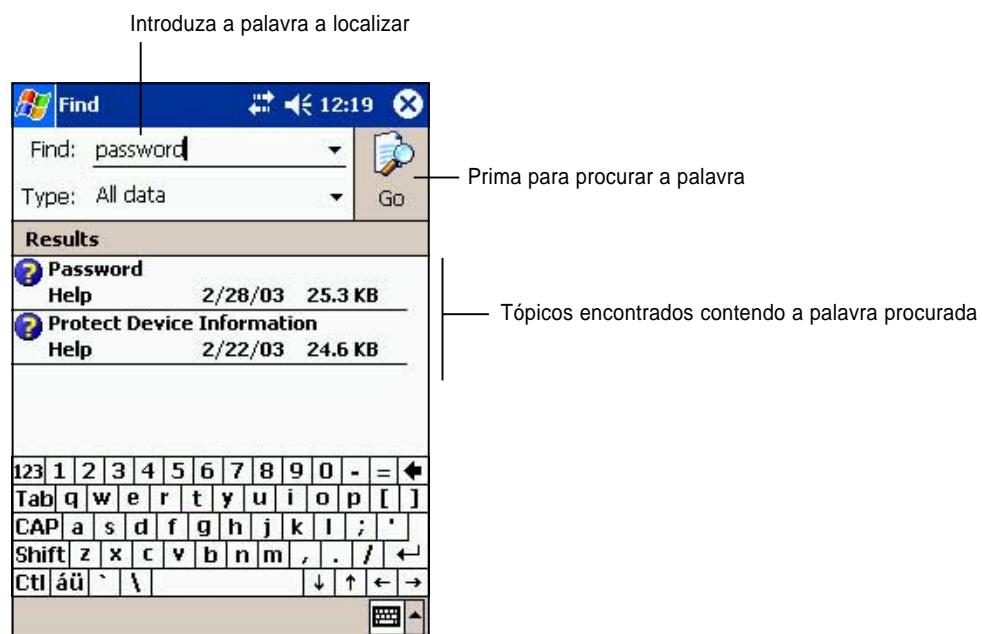 Introduza a palavra a localizar
Find 12:19
Find: password
Type: All data
Go
Prima para procurar a palavra
Results
Password
Help 2/28/03 25.3 KB
Protect Device Information
Help 2/22/03 24.6 KB
Tópicos encontrados contendo a palavra procurada
123 1 2 3 4 5 6 7 8 9 0 - =
Tab q w e r t y u i o p [ ]
CAP a s d f g h j k l ; '
Shift z x c v b n m , . /
Ctl áü ` \ ↓ ↑ ← →